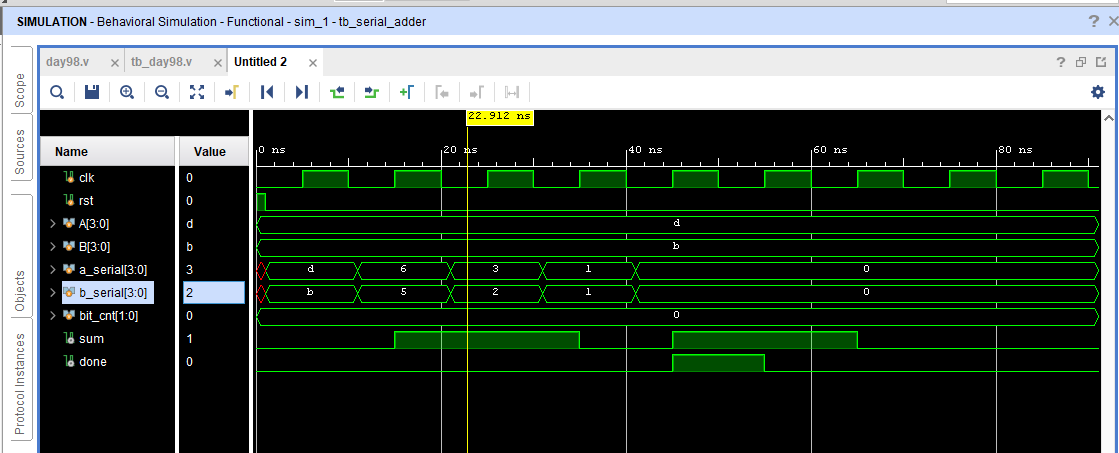 SIMULATION - Behavioral Simulation - Functional - sim_1 - tb_serial_adder
? ×
day98.v × tb_day98.v × Untitled 2 ×
?
Scope
Sources
Objects
Protocol Instances
22.912 ns
Name Value
0 ns 20 ns 40 ns 60 ns 80 ns
clk 0
rst 0
A[3:0] d d
B[3:0] b b
a_serial[3:0] 3 d 6 3 1 0
b_serial[3:0] 2 b 5 2 1 0
bit_cnt[1:0] 0 0
sum 1
done 0